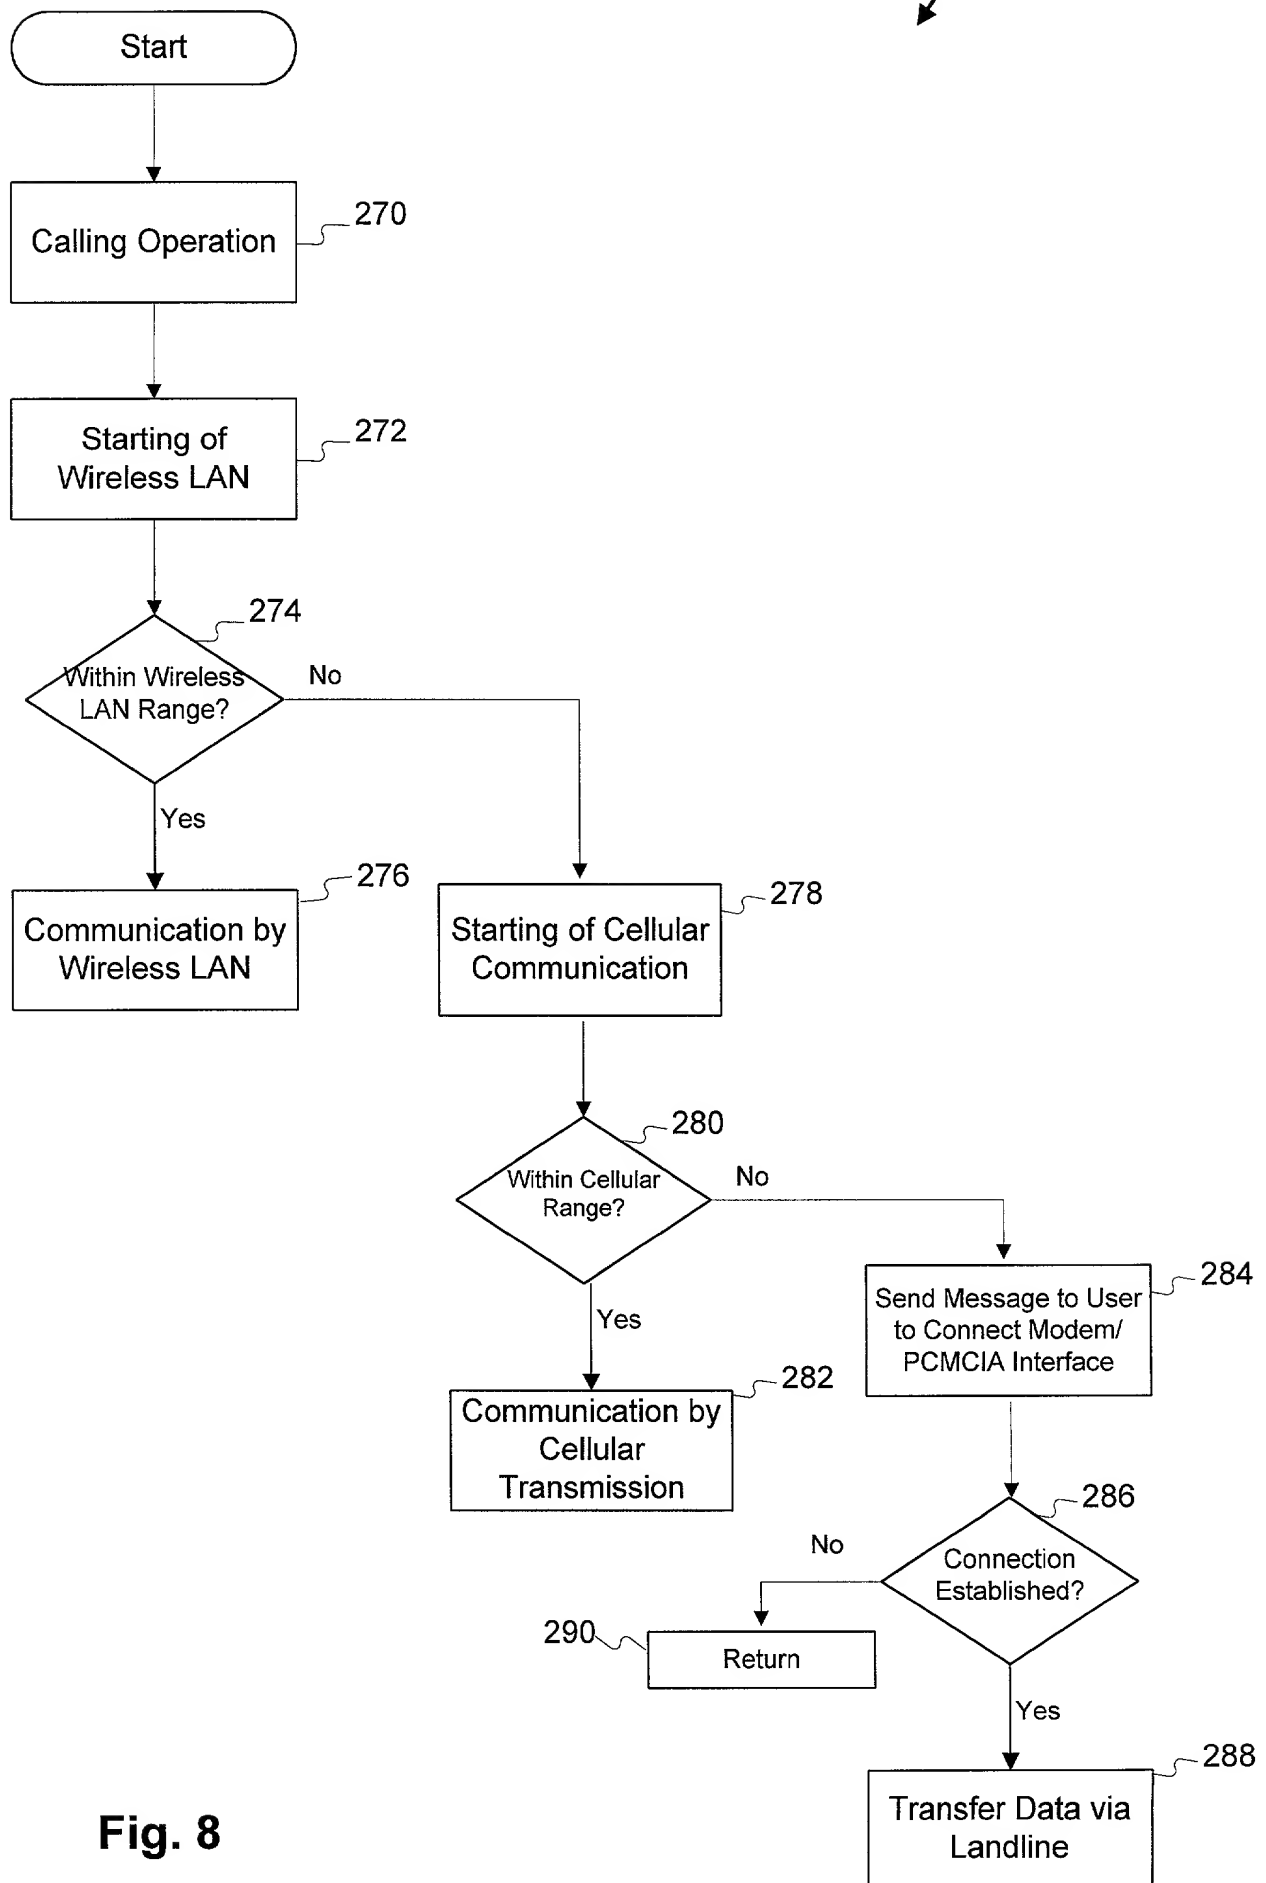 Start
Calling Operation
270
Starting of
Wireless LAN
272
274
Within Wireless
LAN Range?
No
Yes
276
Communication by
Wireless LAN
278
Starting of Cellular
Communication
280
Within Cellular
Range?
No
Yes
282
Communication by
Cellular
Transmission
284
Send Message to User
to Connect Modem/
PCMCIA Interface
286
Connection
Established?
No
290
Return
Yes
288
Transfer Data via
Landline
Fig. 8